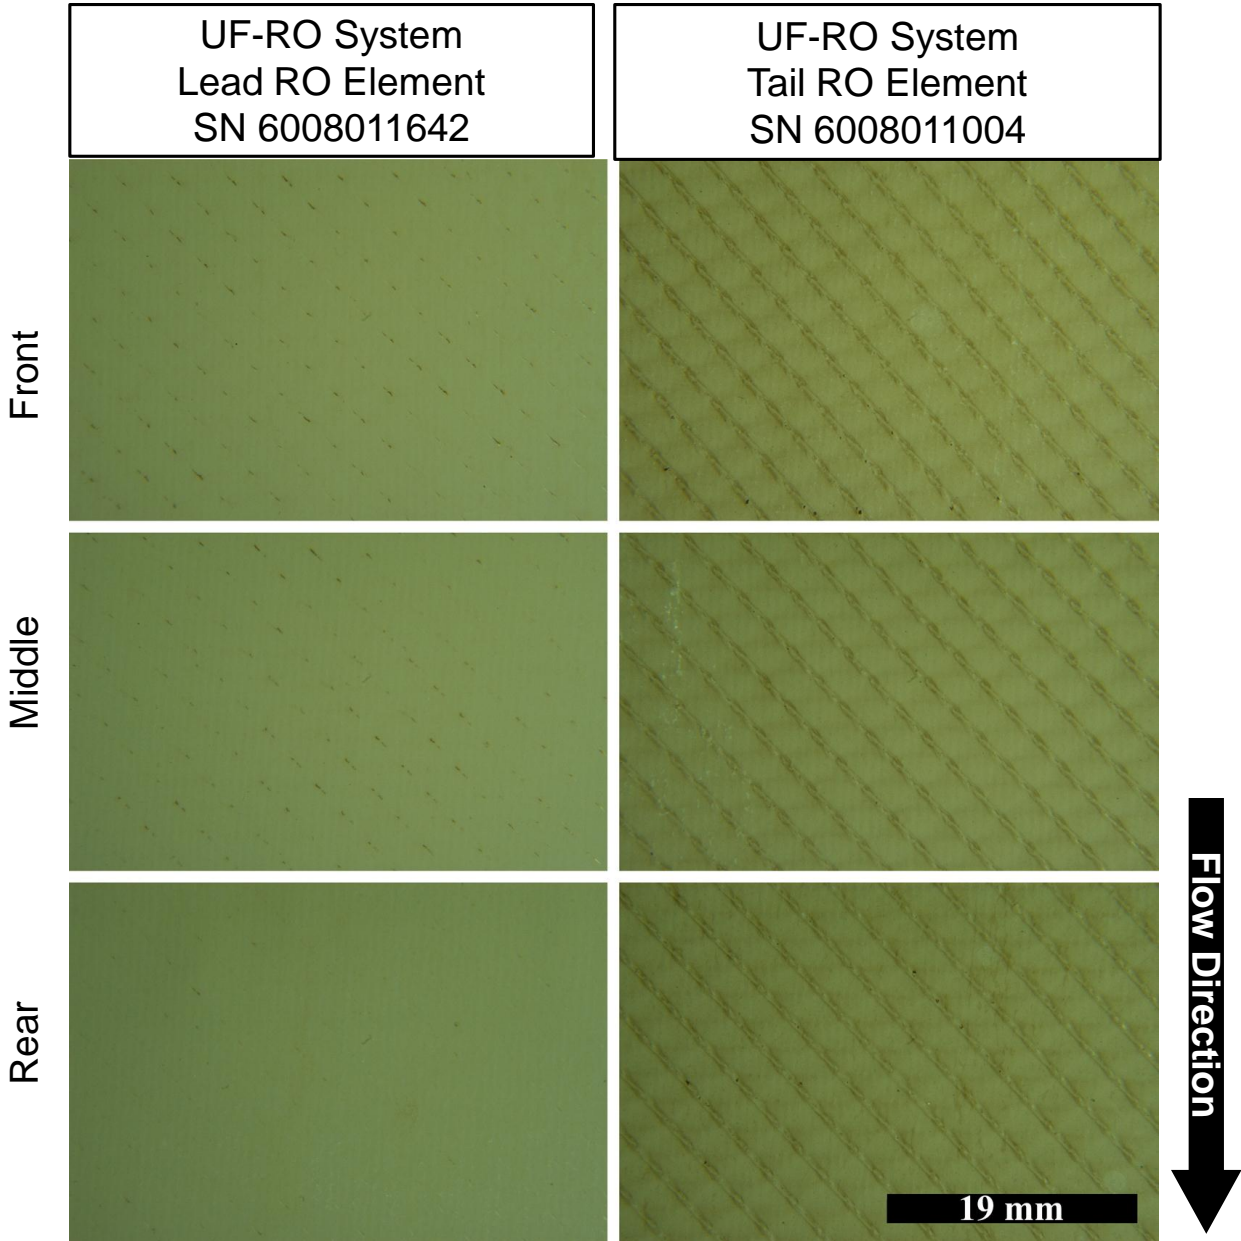 UF-RO System
Lead RO Element
SN 6008011642
UF-RO System
Tail RO Element
SN 6008011004
Front
Middle
Rear
Flow Direction
19 mm